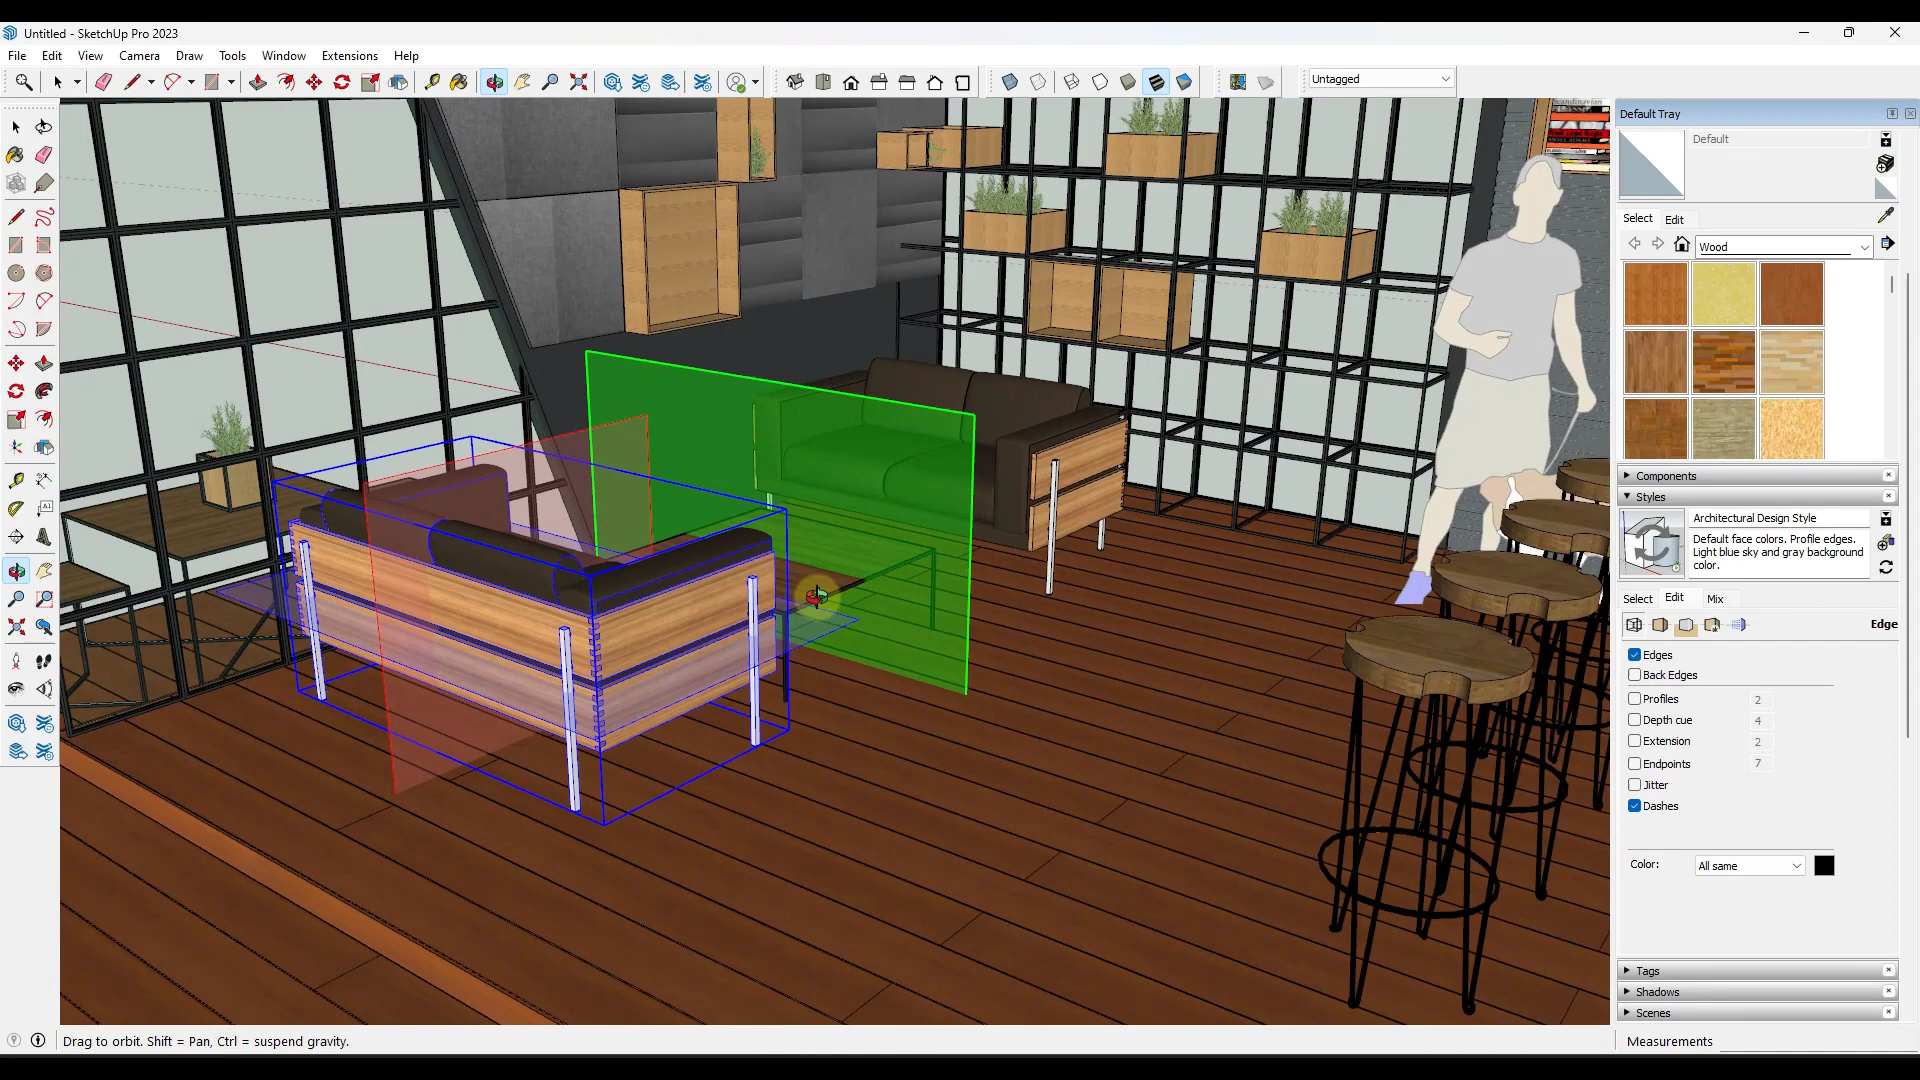 Untitled - SketchUp Pro 2023
File Edit View Camera Draw Tools Window Extensions Help
Untagged
Default Tray
Default
Select Edit
Wood
Components
Styles
Architectural Design Style
Default face colors. Profile edges.
Light blue sky and gray background
color.
Select Edit Mix
Edge
Edges
Back Edges
Profiles 2
Depth cue 4
Extension 2
Endpoints 7
Jitter
Dashes
Color: All same
Tags
Shadows
Scenes
Drag to orbit. Shift = Pan, Ctrl = suspend gravity.
Measurements